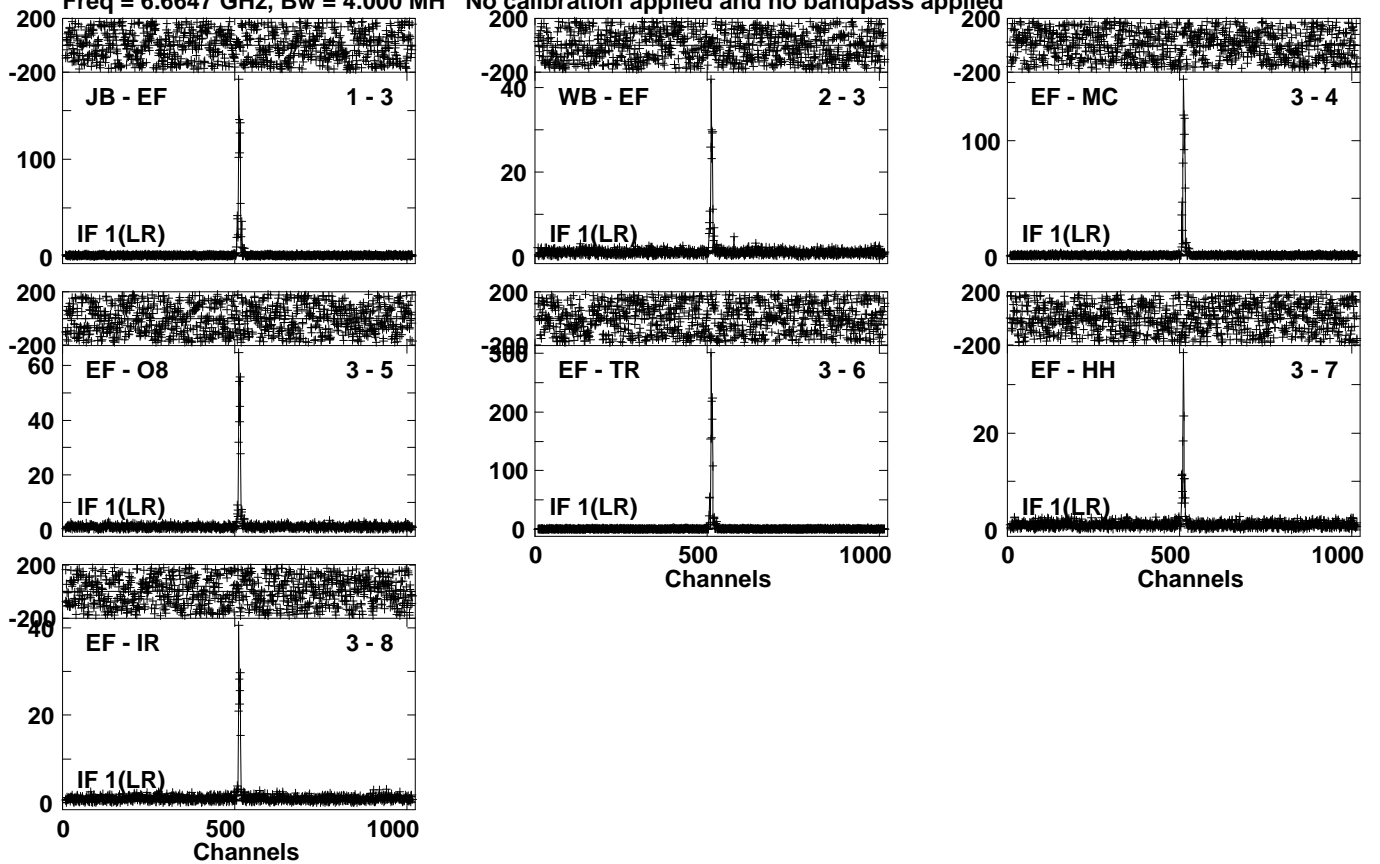 Freq = 6.6647 GHz, Bw = 4.000 MH No calibration applied and no bandpass applied
200
-200
JB - EF 1 - 3
100
IF 1(LR)
0
200
-200
40
WB - EF 2 - 3
20
IF 1(LR)
0
200
-200
EF - MC 3 - 4
100
IF 1(LR)
0
200
-200
60
EF - O8 3 - 5
40
20
IF 1(LR)
0
200
-200
300
EF - TR 3 - 6
200
100
IF 1(LR)
0
0 500 1000
Channels
200
-200
EF - HH 3 - 7
20
IF 1(LR)
0
0 500 1000
Channels
200
-200
40
EF - IR 3 - 8
20
IF 1(LR)
0
0 500 1000
Channels